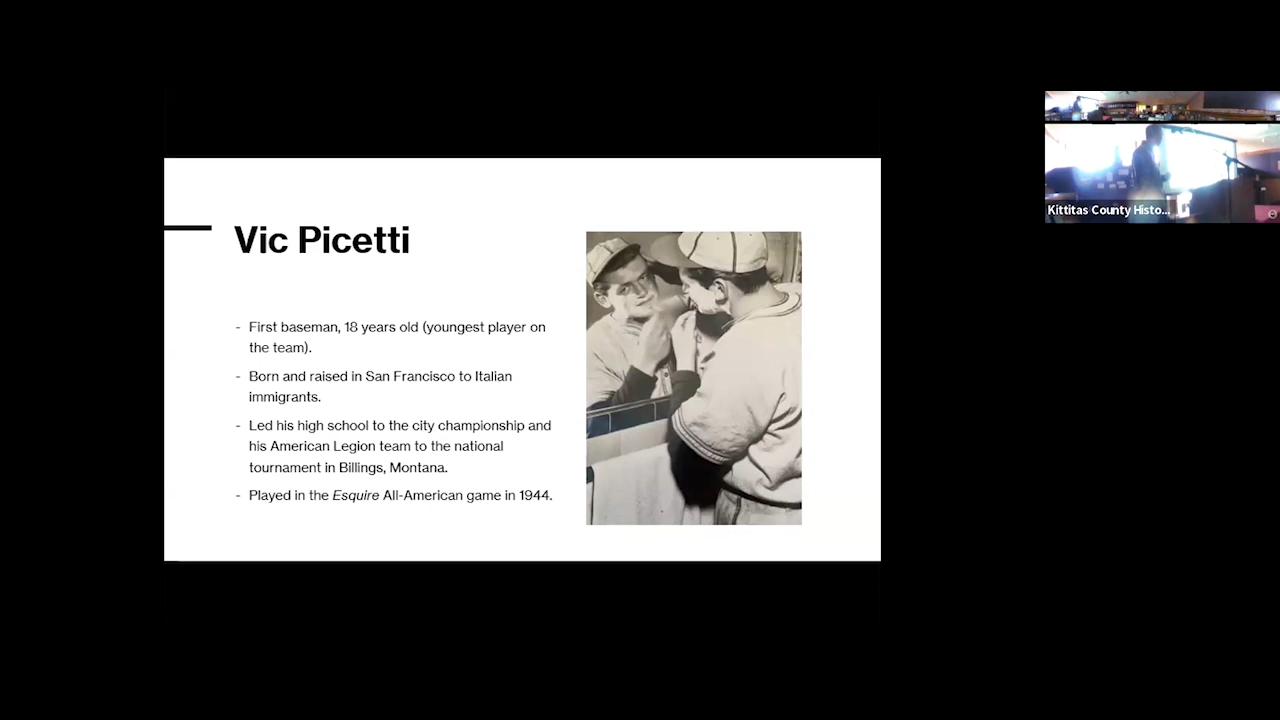 Vic Picetti
- First baseman, 18 years old (youngest player on
the team).
- Born and raised in San Francisco to Italian
immigrants.
- Led his high school to the city championship and
his American Legion team to the national
tournament in Billings, Montana.
- Played in the Esquire All-American game in 1944.
Kittitas County Histo...